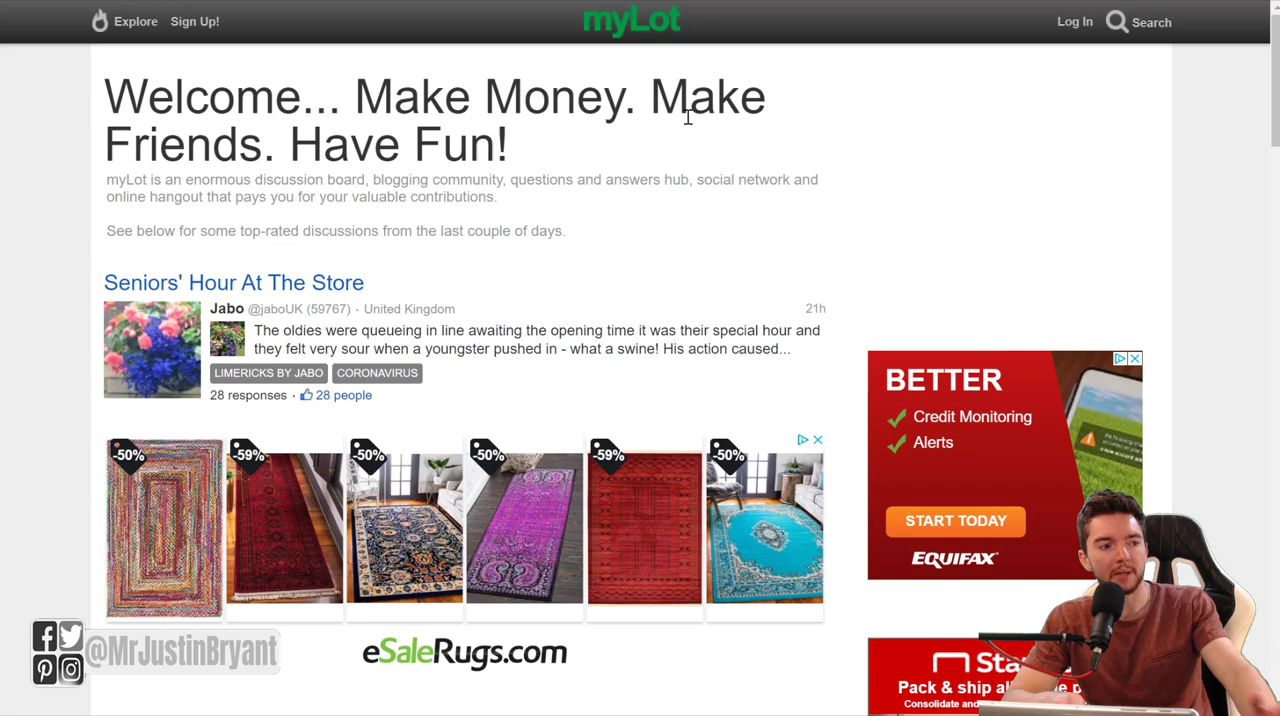 Explore Sign Up! myLot Log In Search
Welcome... Make Money. Make
Friends. Have Fun!
myLot is an enormous discussion board, blogging community, questions and answers hub, social network and
online hangout that pays you for your valuable contributions.
See below for some top-rated discussions from the last couple of days.
Seniors' Hour At The Store
Jabo @jaboUK (59767) · United Kingdom 21h
The oldies were queueing in line awaiting the opening time it was their special hour and
they felt very sour when a youngster pushed in - what a swine! His action caused...
LIMERICKS BY JABO CORONAVIRUS
28 responses · 28 people
-50% -59% -50% -50% -59% -50%
eSaleRugs.com
BETTER
Credit Monitoring
Alerts
START TODAY
EQUIFAX
Pack & ship al
Consolidate and
@MrJustinBryant